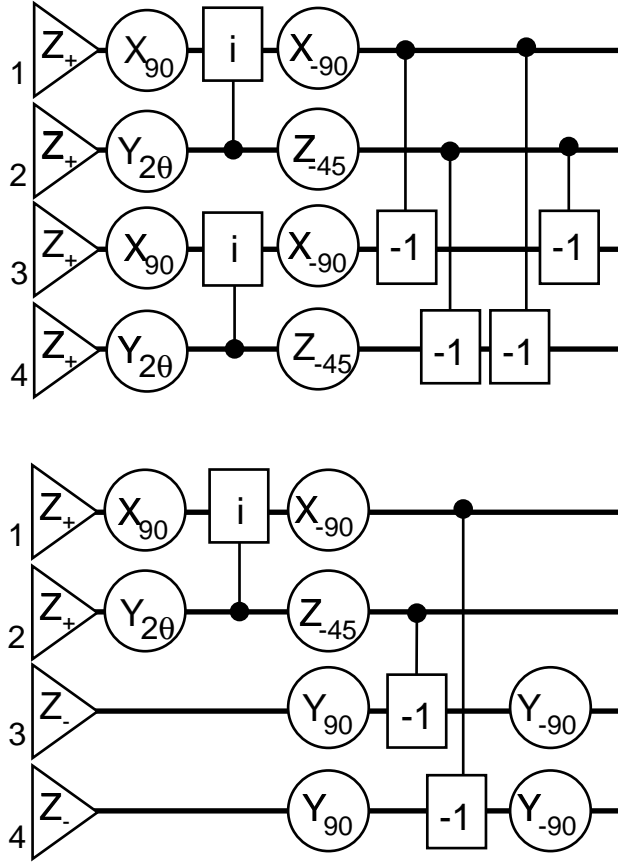 1 Z₊ X₉₀ i X₋₉₀
2 Z₊ Y₂θ Z₋₄₅
3 Z₊ X₉₀ i X₋₉₀ -1 -1
4 Z₊ Y₂θ Z₋₄₅ -1 -1
1 Z₊ X₉₀ i X₋₉₀
2 Z₊ Y₂θ Z₋₄₅
3 Z₋ Y₉₀ -1 Y₋₉₀
4 Z₋ Y₉₀ -1 Y₋₉₀